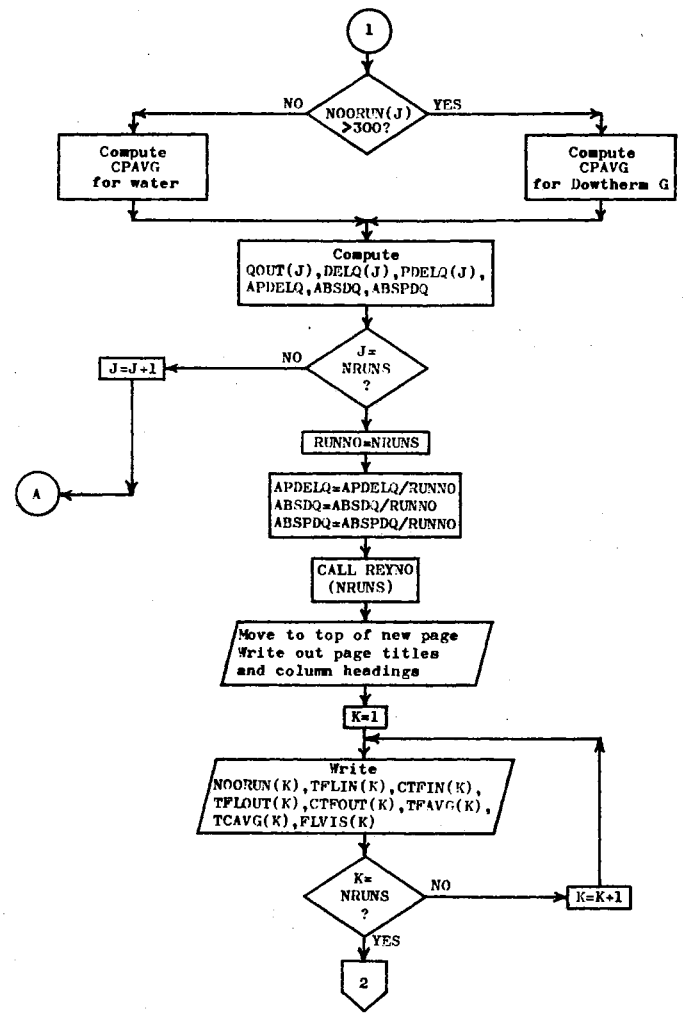 1
NO
YES
NOORUN(J)
>300?
Compute
CPAVG
for water
Compute
CPAVG
for Dowtherm G
Compute
QOUT(J),DELQ(J),PDELQ(J),
APDELQ,ABSDQ,ABSPDQ
NO
J=
NRUNS
?
J=J+1
RUNNO=NRUNS
A
APDELQ=APDELQ/RUNNO
ABSDQ=ABSDQ/RUNNO
ABSPDQ=ABSPDQ/RUNNO
CALL REYNO
(NRUNS)
Move to top of new page
Write out page titles
and column headings
K=1
Write
NOORUN(K),TFLIN(K),CTFIN(K),
TFLOUT(K),CTFOUT(K),TFAVG(K),
TCAVG(K),FLVIS(K)
K=
NRUNS
?
NO
K=K+1
YES
2